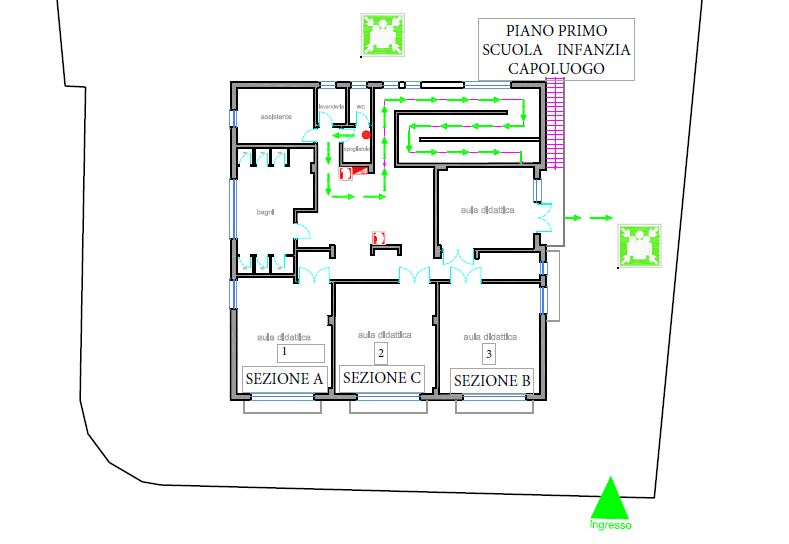 PIANO PRIMO
SCUOLA INFANZIA
CAPOLUOGO
assistente
lavanderia
wc
spogliatoio
bagni
aula didattica
aula didattica
1
SEZIONE A
aula didattica
2
SEZIONE C
aula didattica
3
SEZIONE B
Ingresso